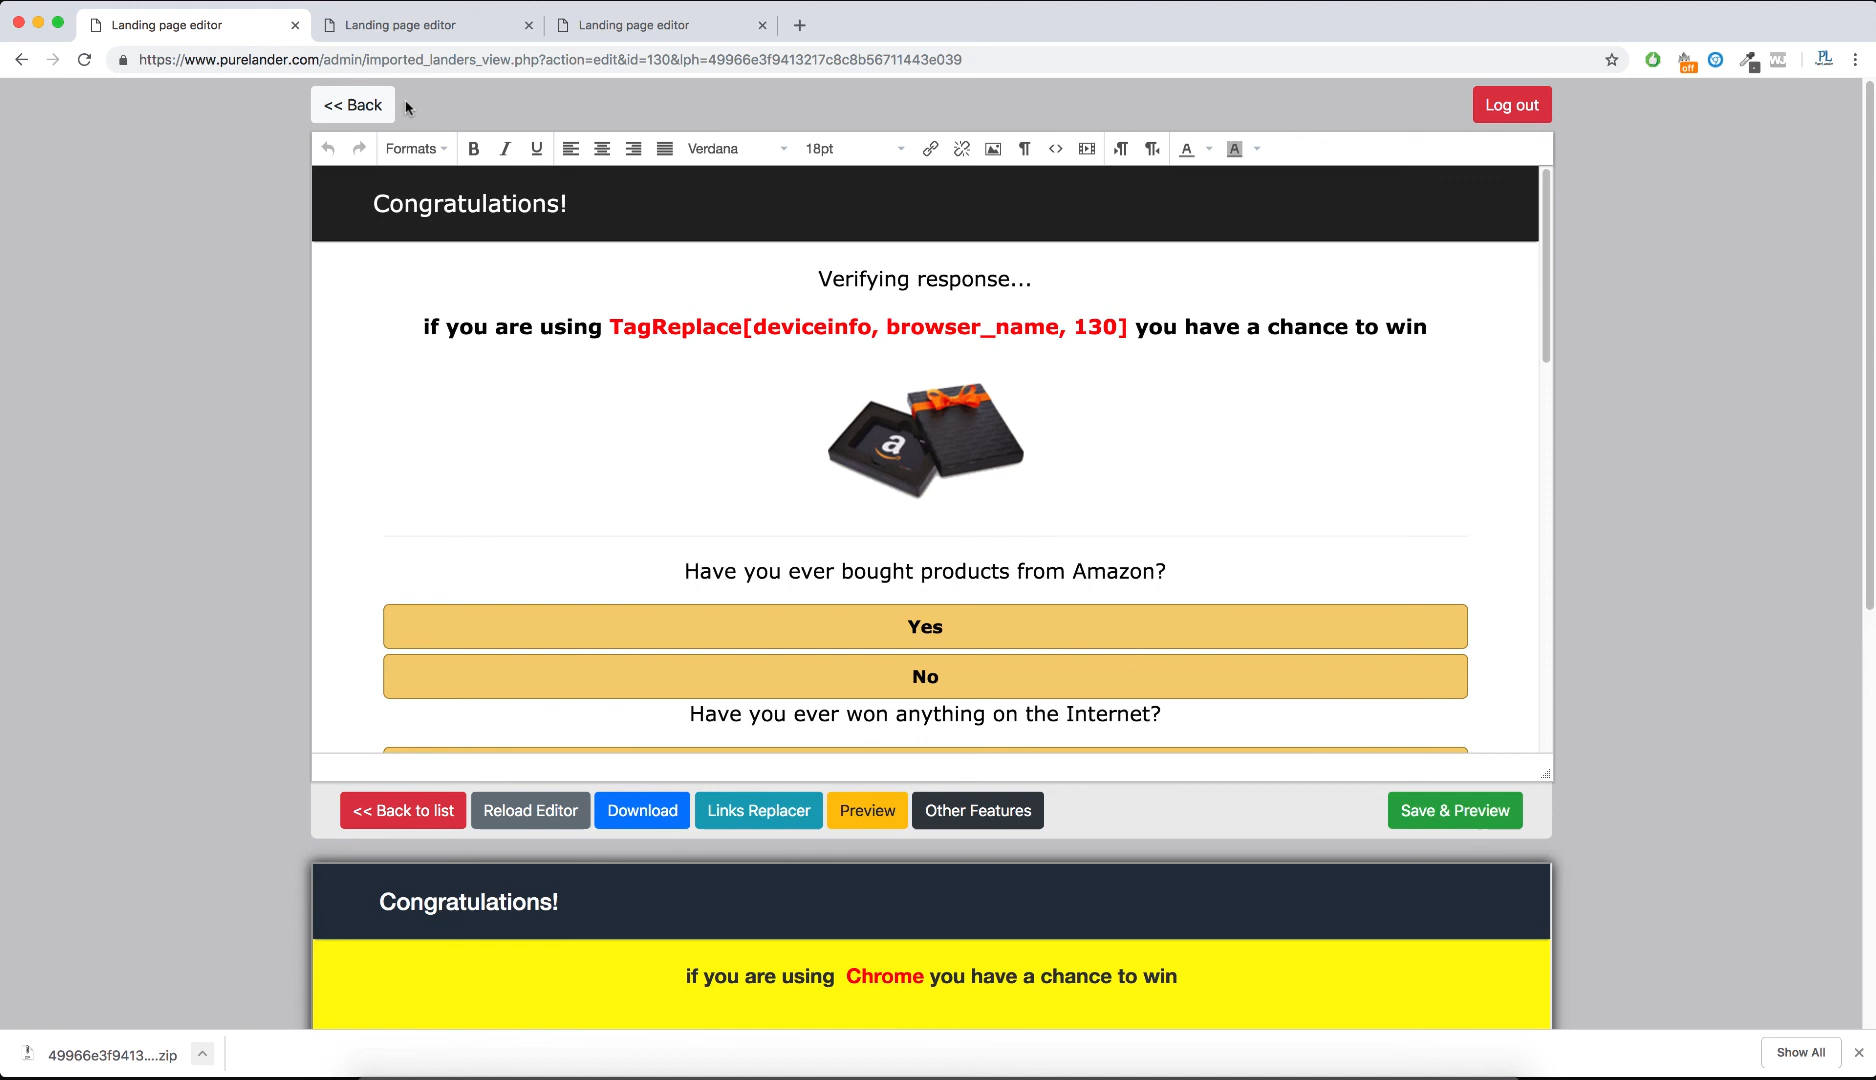 Landing page editor
Landing page editor
Landing page editor
https://www.purelander.com/admin/imported_landers_view.php?action=edit&id=130&lph=49966e3f9413217c8c8b56711443e039
off
WJ
PL
<< Back
Log out
Formats
B
I
U
Verdana
18pt
A
A
Congratulations!
Verifying response...
if you are using TagReplace[deviceinfo, browser_name, 130] you have a chance to win
a
Have you ever bought products from Amazon?
Yes
No
Have you ever won anything on the Internet?
<< Back to list
Reload Editor
Download
Links Replacer
Preview
Other Features
Save & Preview
Congratulations!
if you are using Chrome you have a chance to win
49966e3f9413....zip
Show All